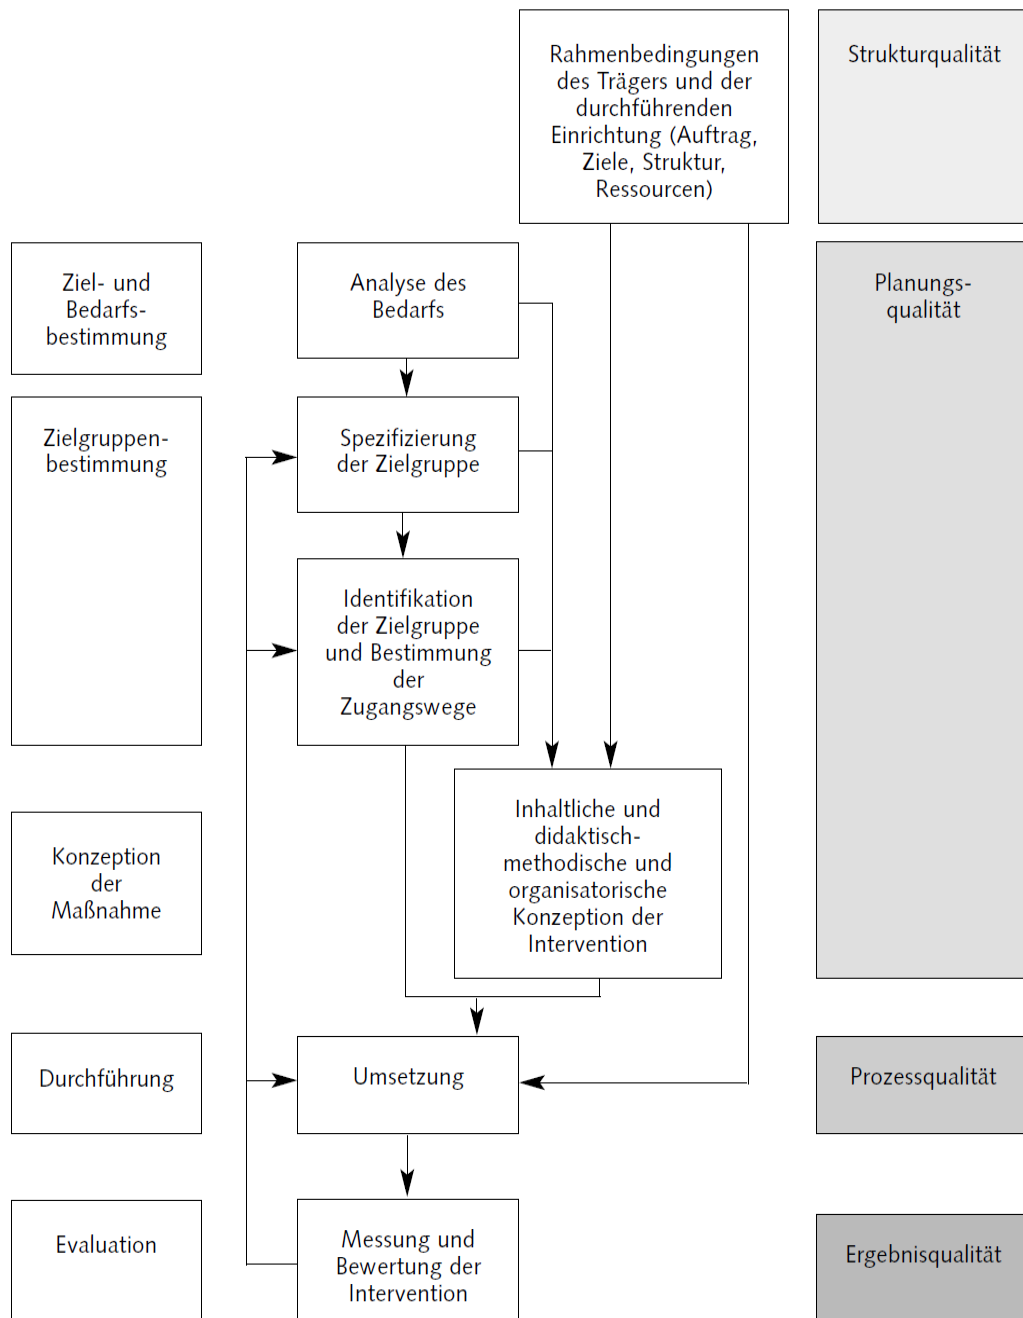 Rahmenbedingungen
des Trägers und der
durchführenden
Einrichtung (Auftrag,
Ziele, Struktur,
Ressourcen)
Strukturqualität
Ziel- und
Bedarfs-
bestimmung
Analyse des
Bedarfs
Planungs-
qualität
Zielgruppen-
bestimmung
Spezifizierung
der Zielgruppe
Identifikation
der Zielgruppe
und Bestimmung
der
Zugangswege
Konzeption
der
Maßnahme
Inhaltliche und
didaktisch-
methodische und
organisatorische
Konzeption der
Intervention
Durchführung
Umsetzung
Prozessqualität
Evaluation
Messung und
Bewertung der
Intervention
Ergebnisqualität